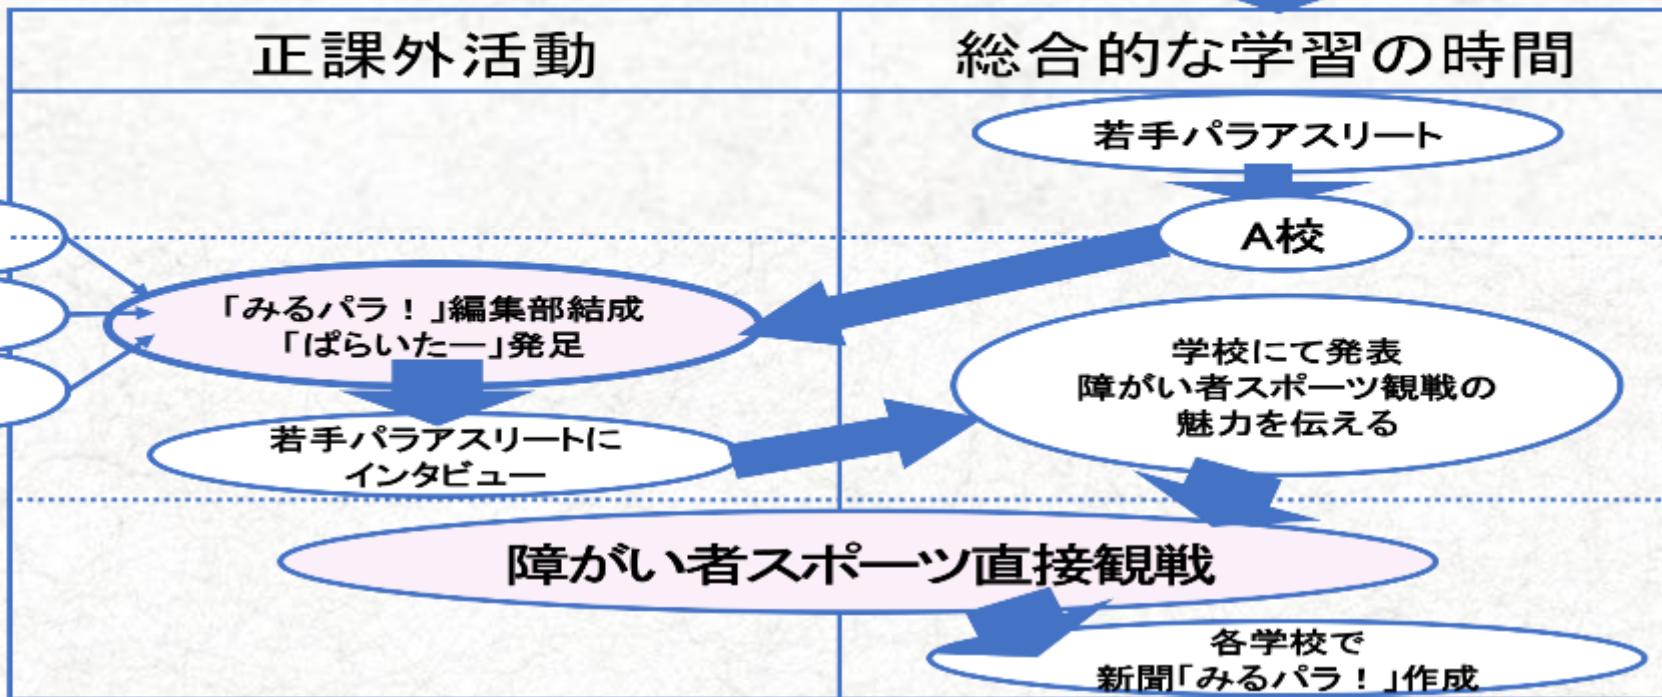 正課外活動
総合的な学習の時間
若手パラアスリート
A校
「みるパラ！」編集部結成
「ぱらいたー」発足
若手パラアスリートに
インタビュー
学校にて発表
障がい者スポーツ観戦の
魅力を伝える
障がい者スポーツ直接観戦
各学校で
新聞「みるパラ！」作成